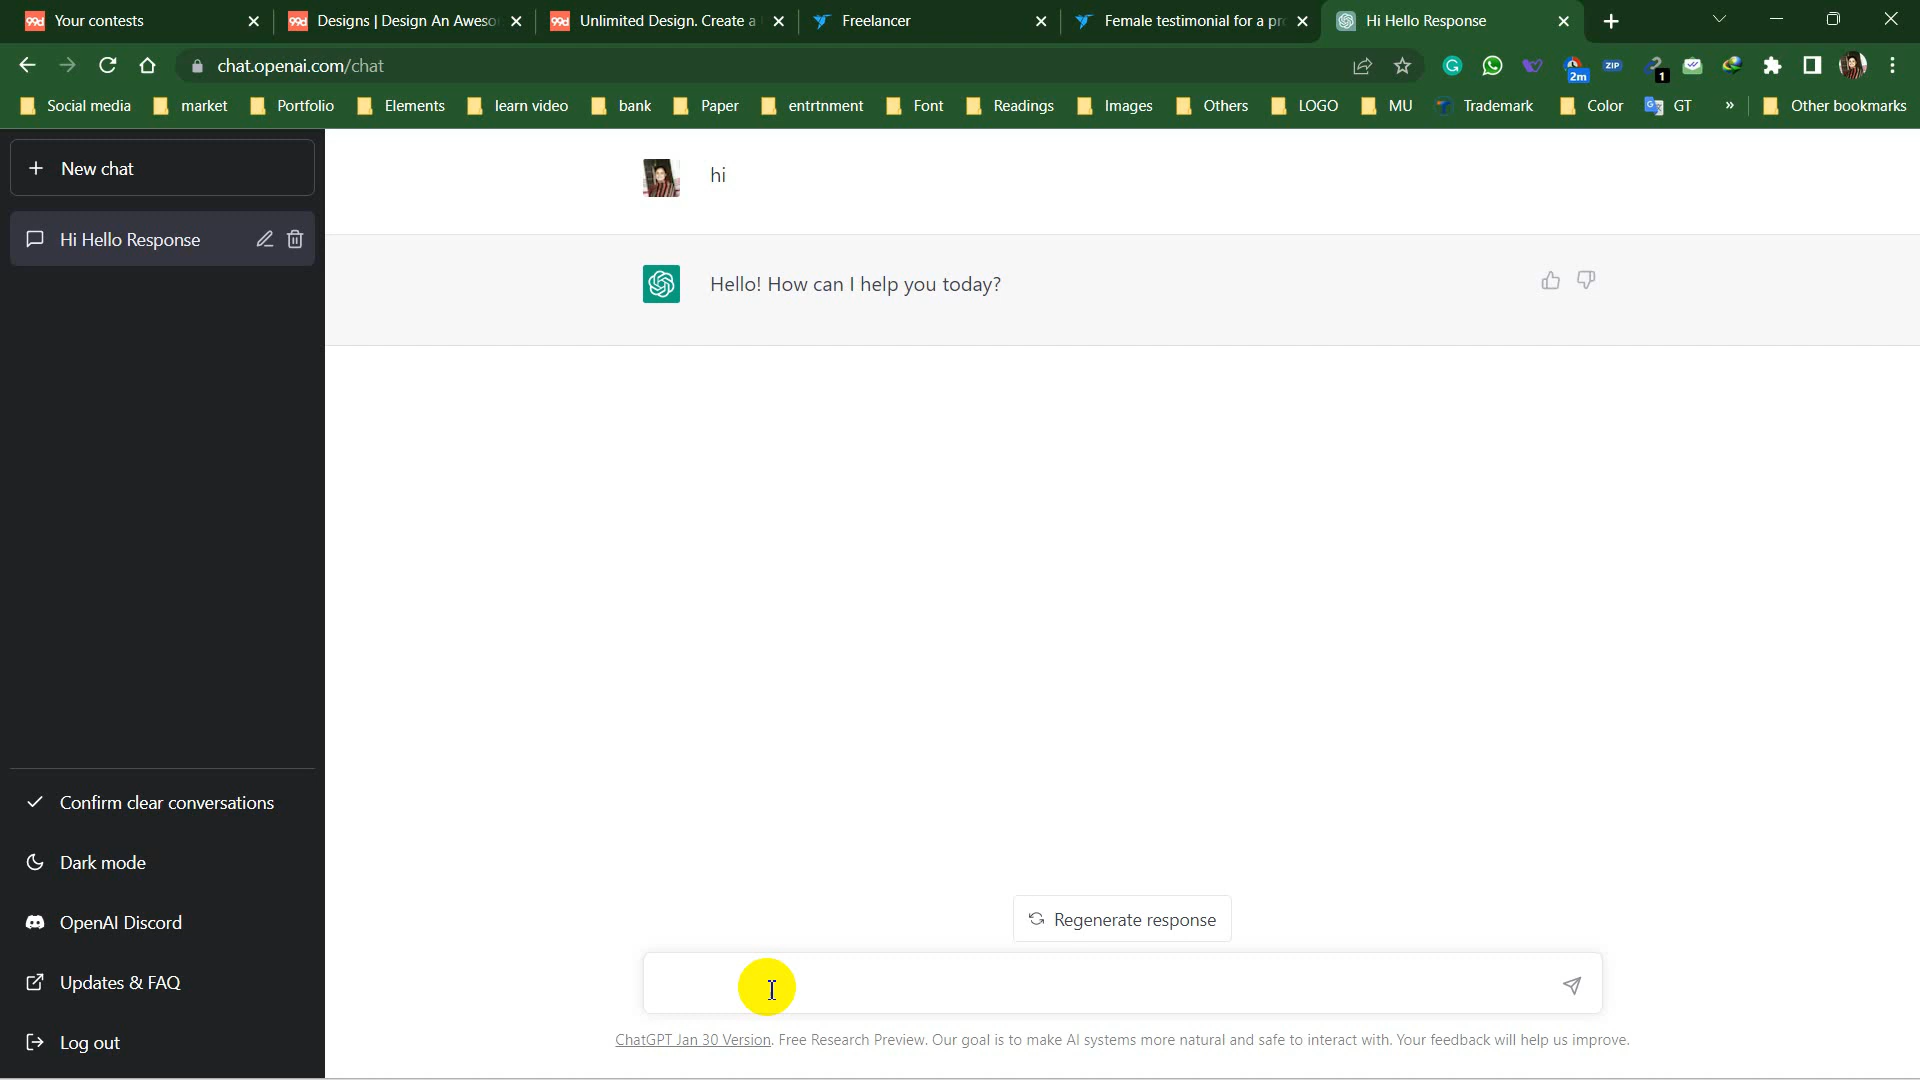 Your contests
Designs | Design An Aweso
Unlimited Design. Create a
Freelancer
Female testimonial for a pr
Hi Hello Response
chat.openai.com/chat
2m
ZIP
1
Social media
market
Portfolio
Elements
learn video
bank
Paper
entrtnment
Font
Readings
Images
Others
LOGO
MU
Trademark
Color
GT
»
Other bookmarks
New chat
Hi Hello Response
hi
Hello! How can I help you today?
Confirm clear conversations
Dark mode
OpenAI Discord
Updates & FAQ
Log out
Regenerate response
ChatGPT Jan 30 Version. Free Research Preview. Our goal is to make AI systems more natural and safe to interact with. Your feedback will help us improve.